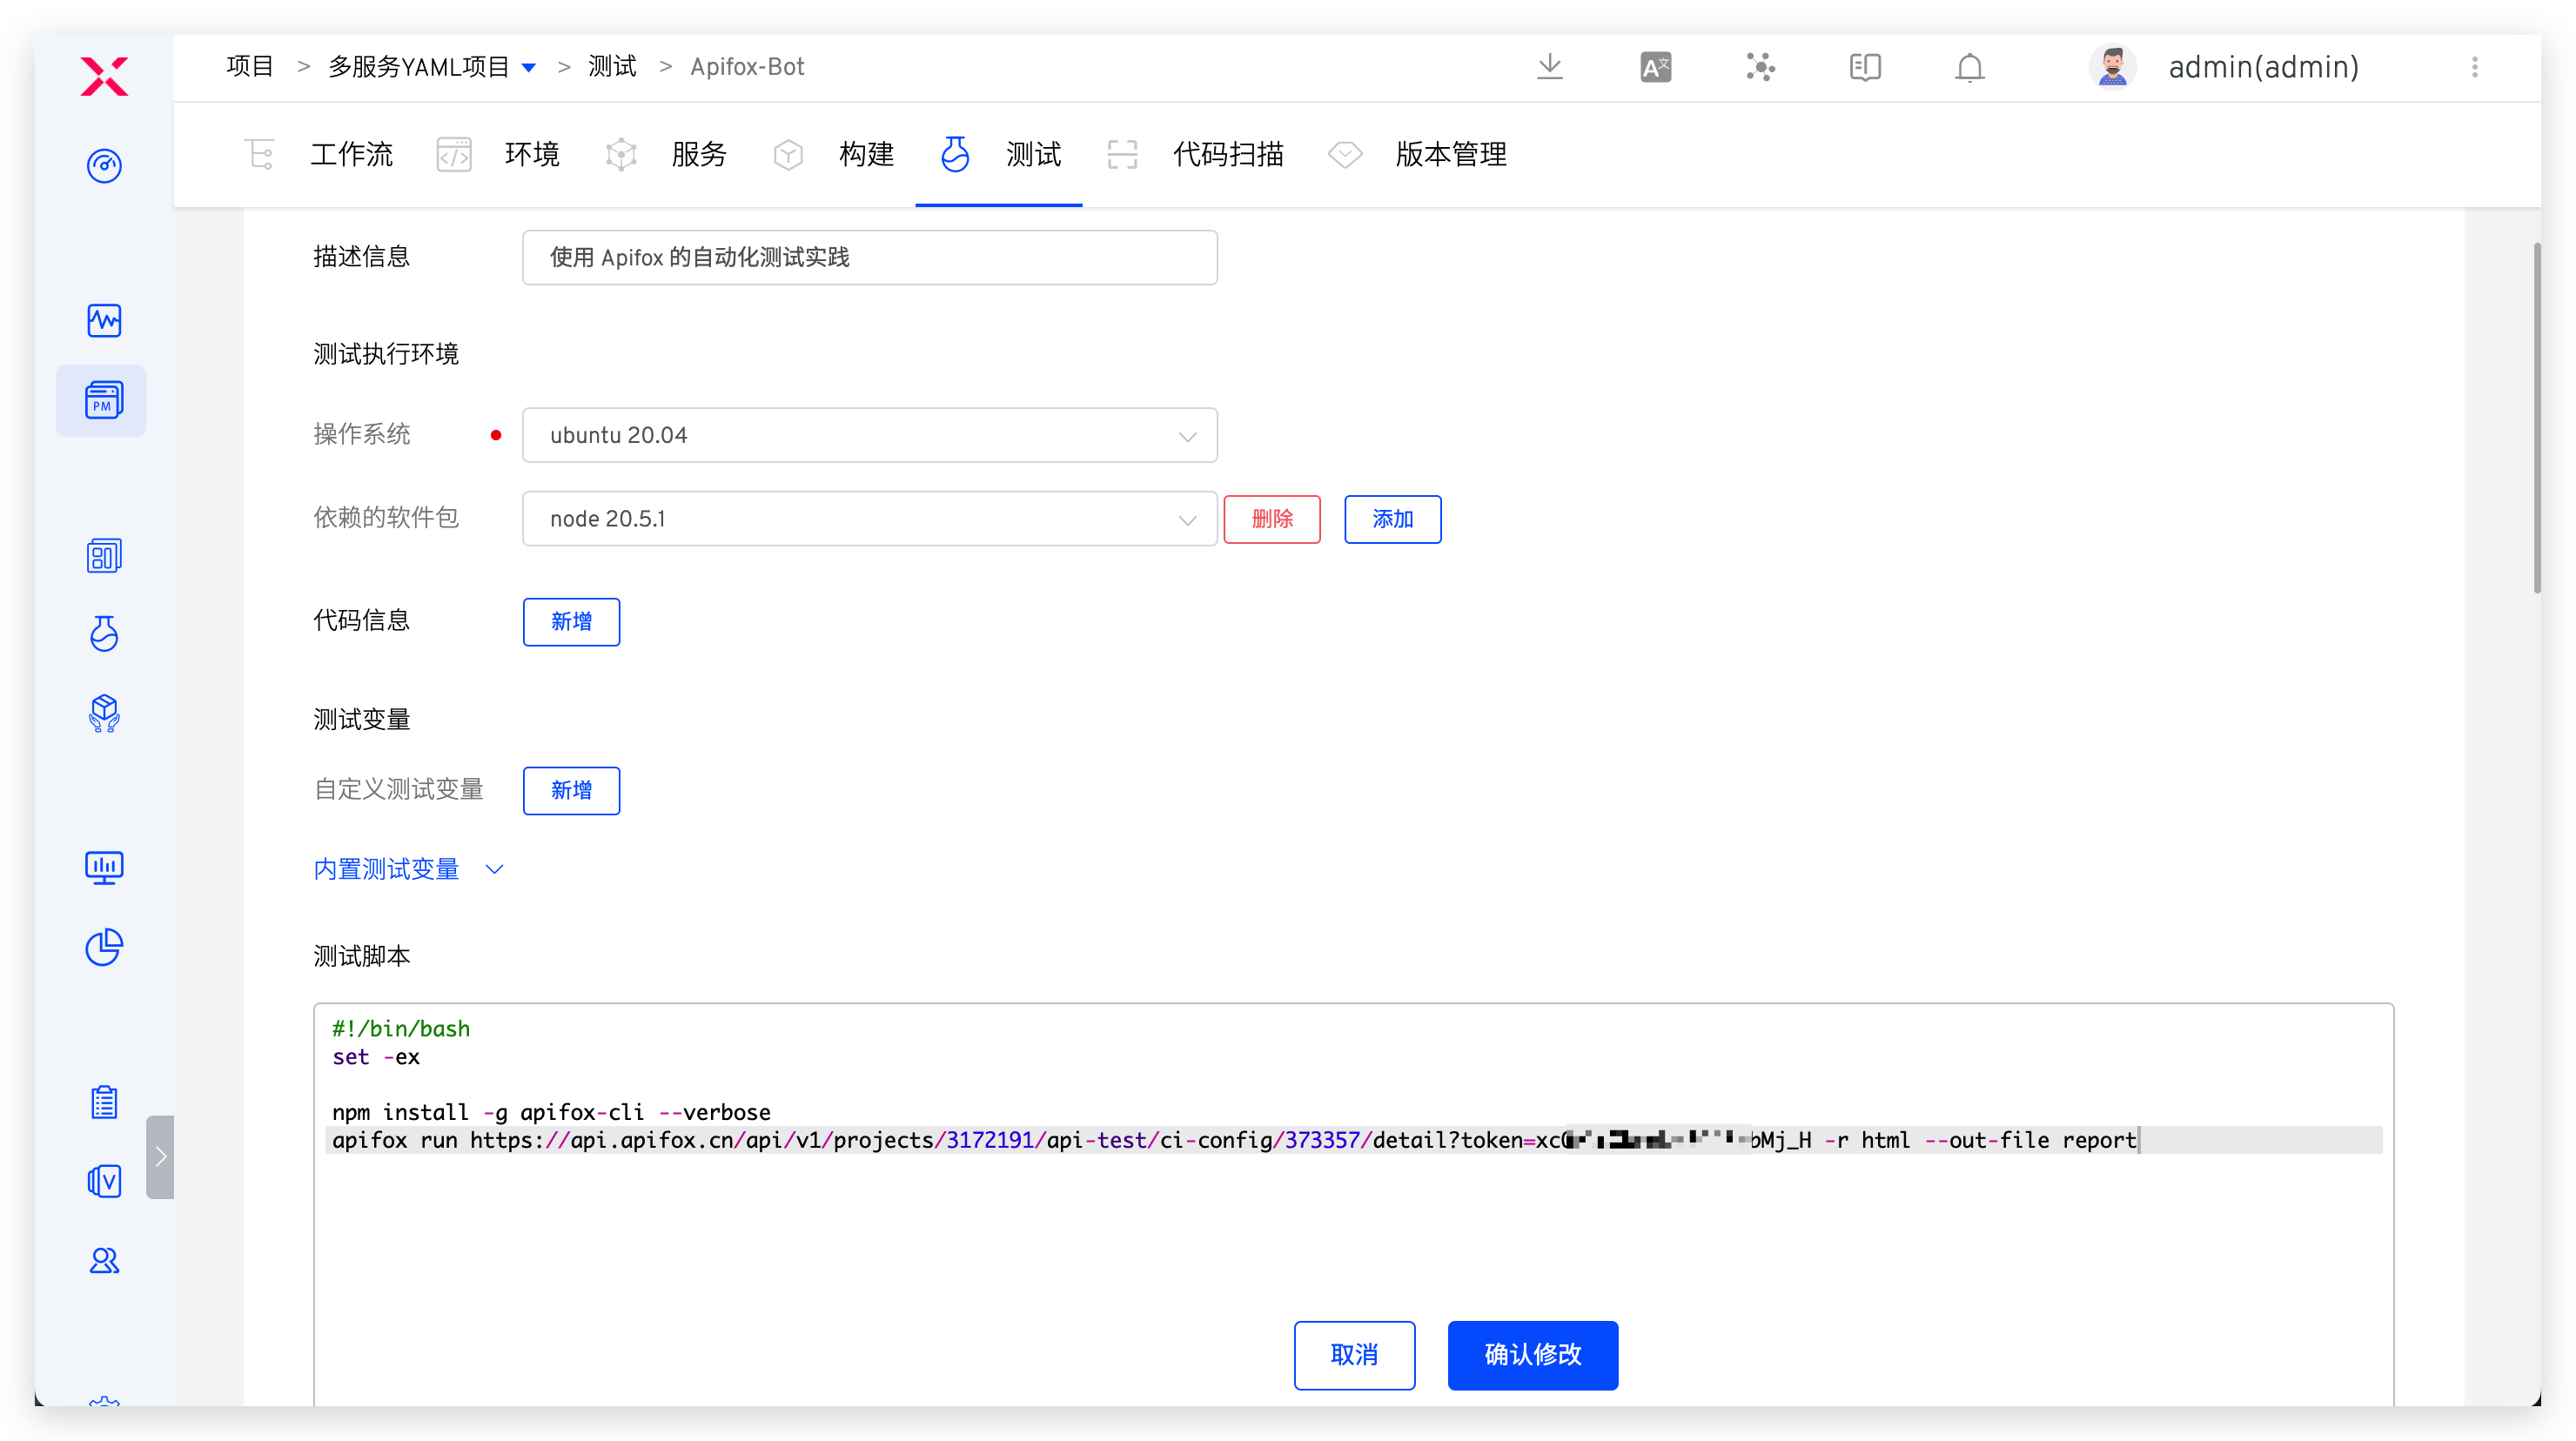 项目 > 多服务YAML项目 > 测试 > Apifox-Bot
admin(admin)
工作流 环境 服务 构建 测试 代码扫描 版本管理
描述信息 使用 Apifox 的自动化测试实践
测试执行环境
操作系统 ubuntu 20.04
依赖的软件包 node 20.5.1 删除 添加
代码信息 新增
测试变量
自定义测试变量 新增
内置测试变量
测试脚本
#!/bin/bash
set -ex
npm install -g apifox-cli --verbose
apifox run https://api.apifox.cn/api/v1/projects/3172191/api-test/ci-config/373357/detail?token=xc bMj_H -r html --out-file report
取消 确认修改
PM
V